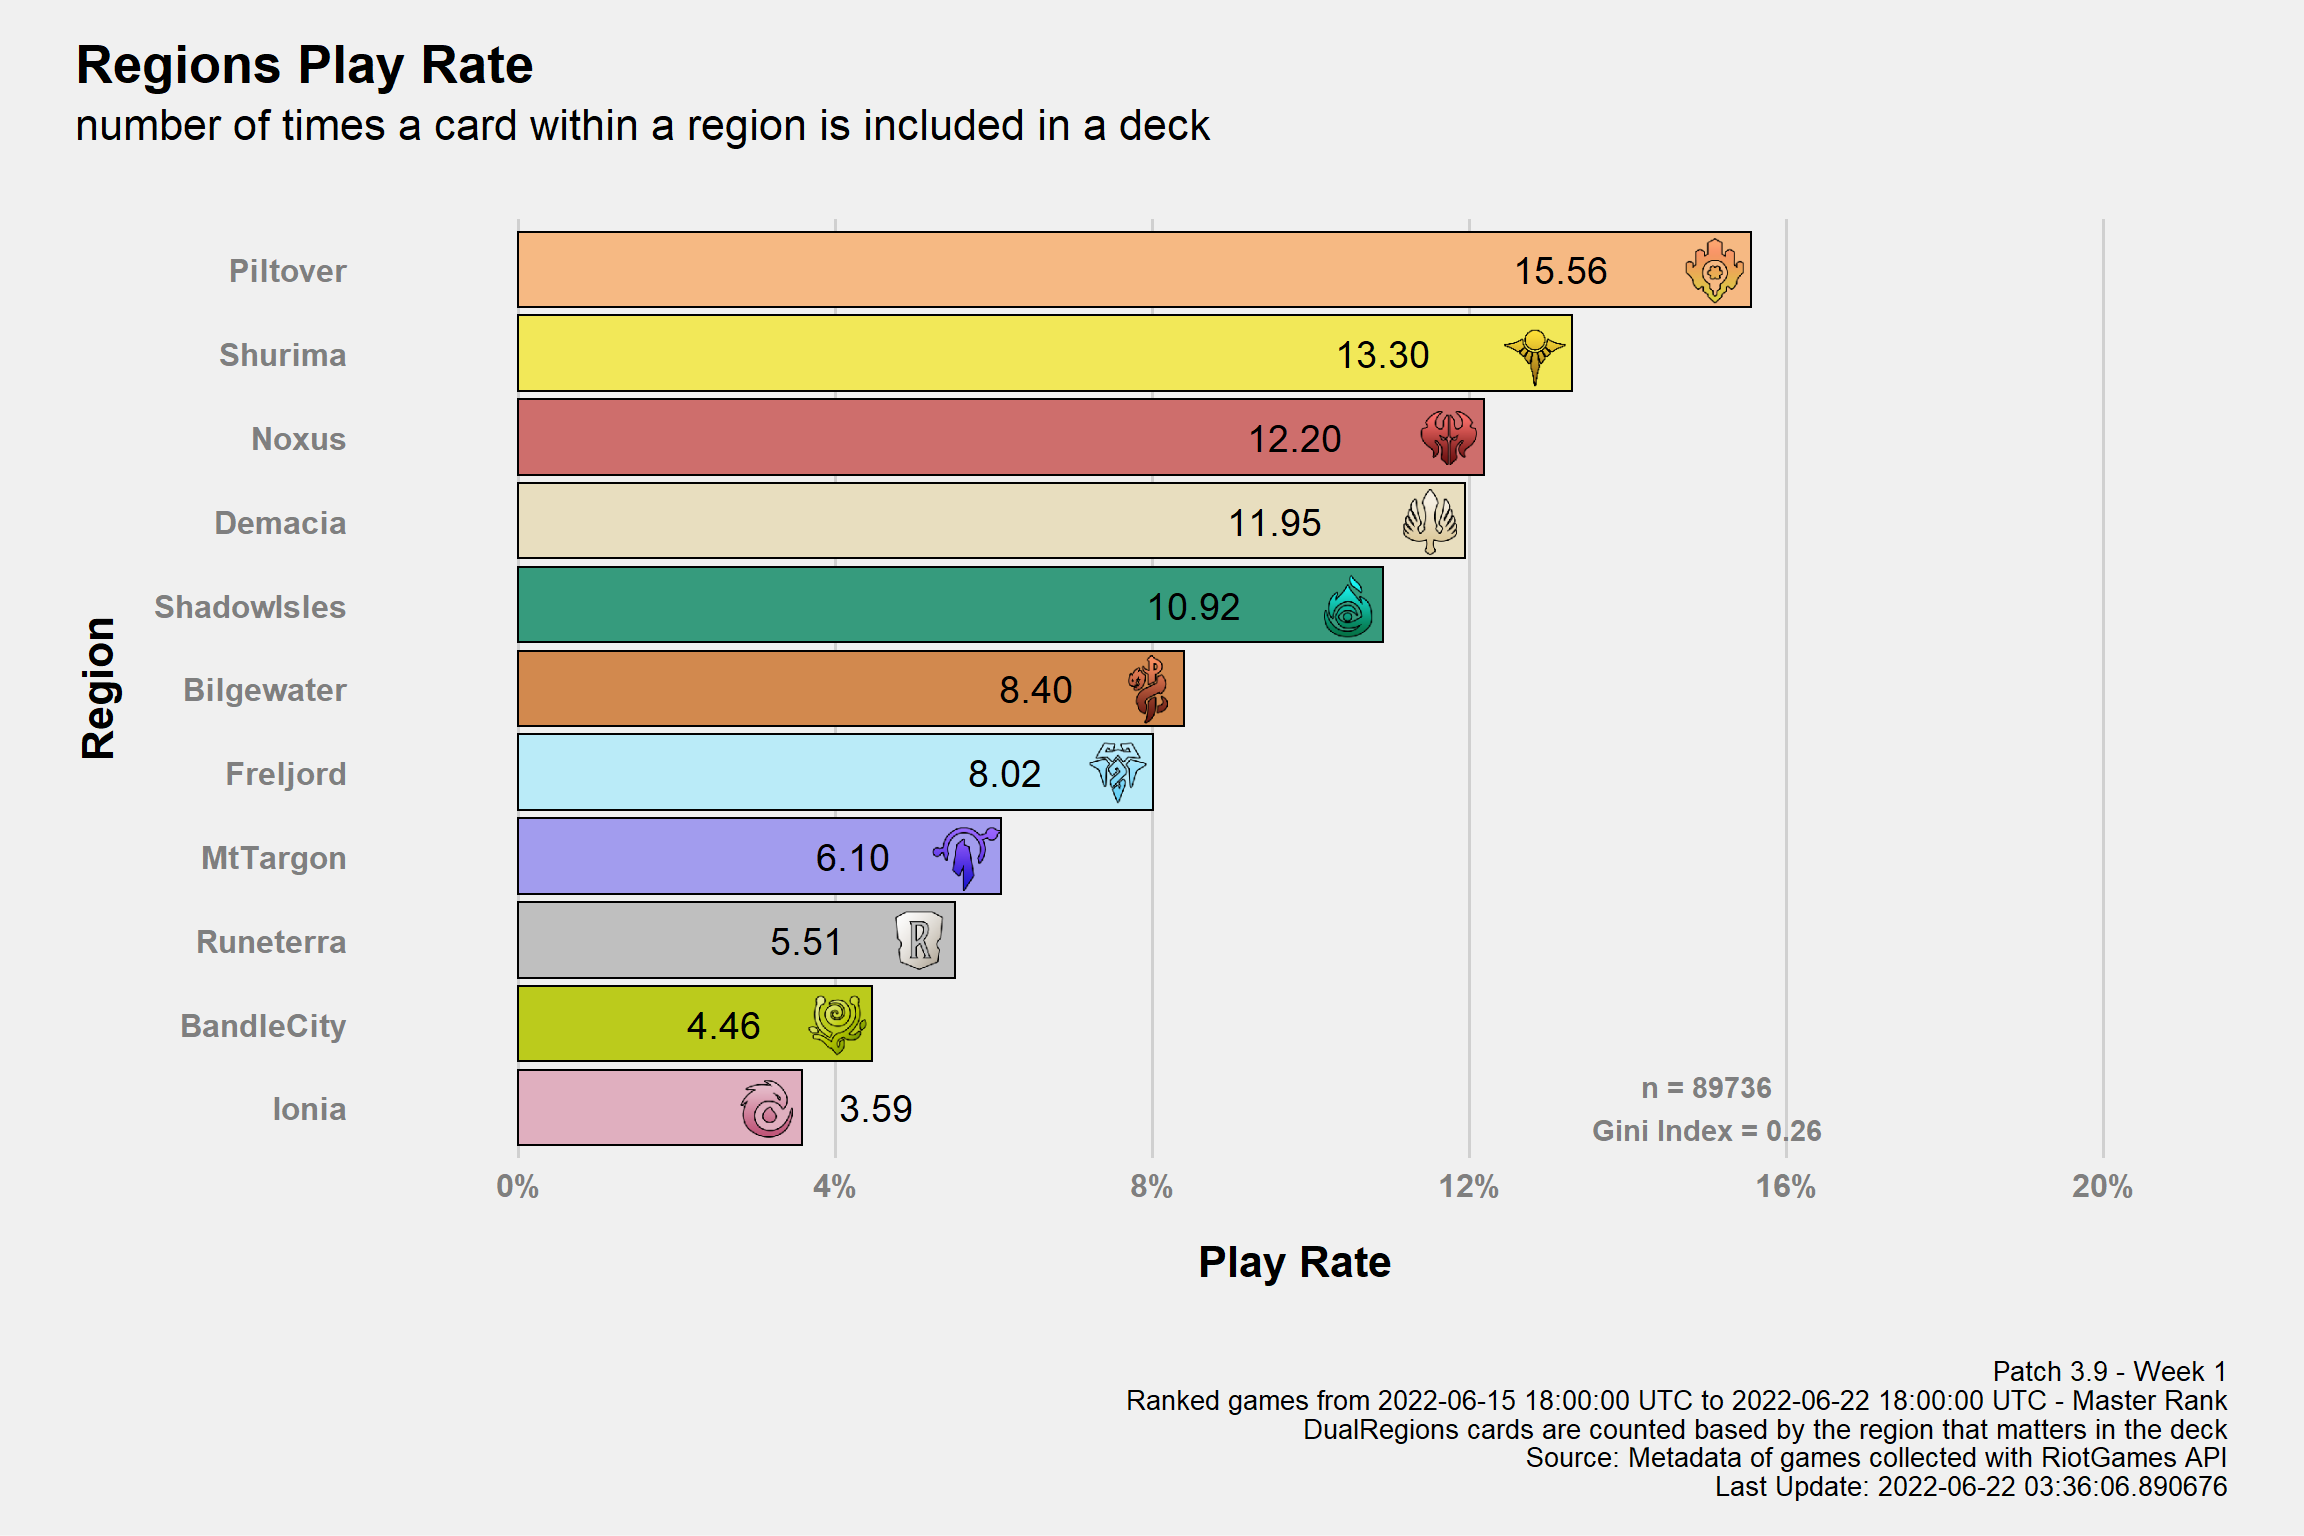 Regions Play Rate
number of times a card within a region is included in a deck
Region
Piltover 15.56
Shurima 13.30
Noxus 12.20
Demacia 11.95
ShadowIsles 10.92
Bilgewater 8.40
Freljord 8.02
MtTargon 6.10
Runeterra 5.51 R
BandleCity 4.46
Ionia 3.59
n = 89736
Gini Index = 0.26
0% 4% 8% 12% 16% 20%
Play Rate
Patch 3.9 - Week 1
Ranked games from 2022-06-15 18:00:00 UTC to 2022-06-22 18:00:00 UTC - Master Rank
DualRegions cards are counted based by the region that matters in the deck
Source: Metadata of games collected with RiotGames API
Last Update: 2022-06-22 03:36:06.890676